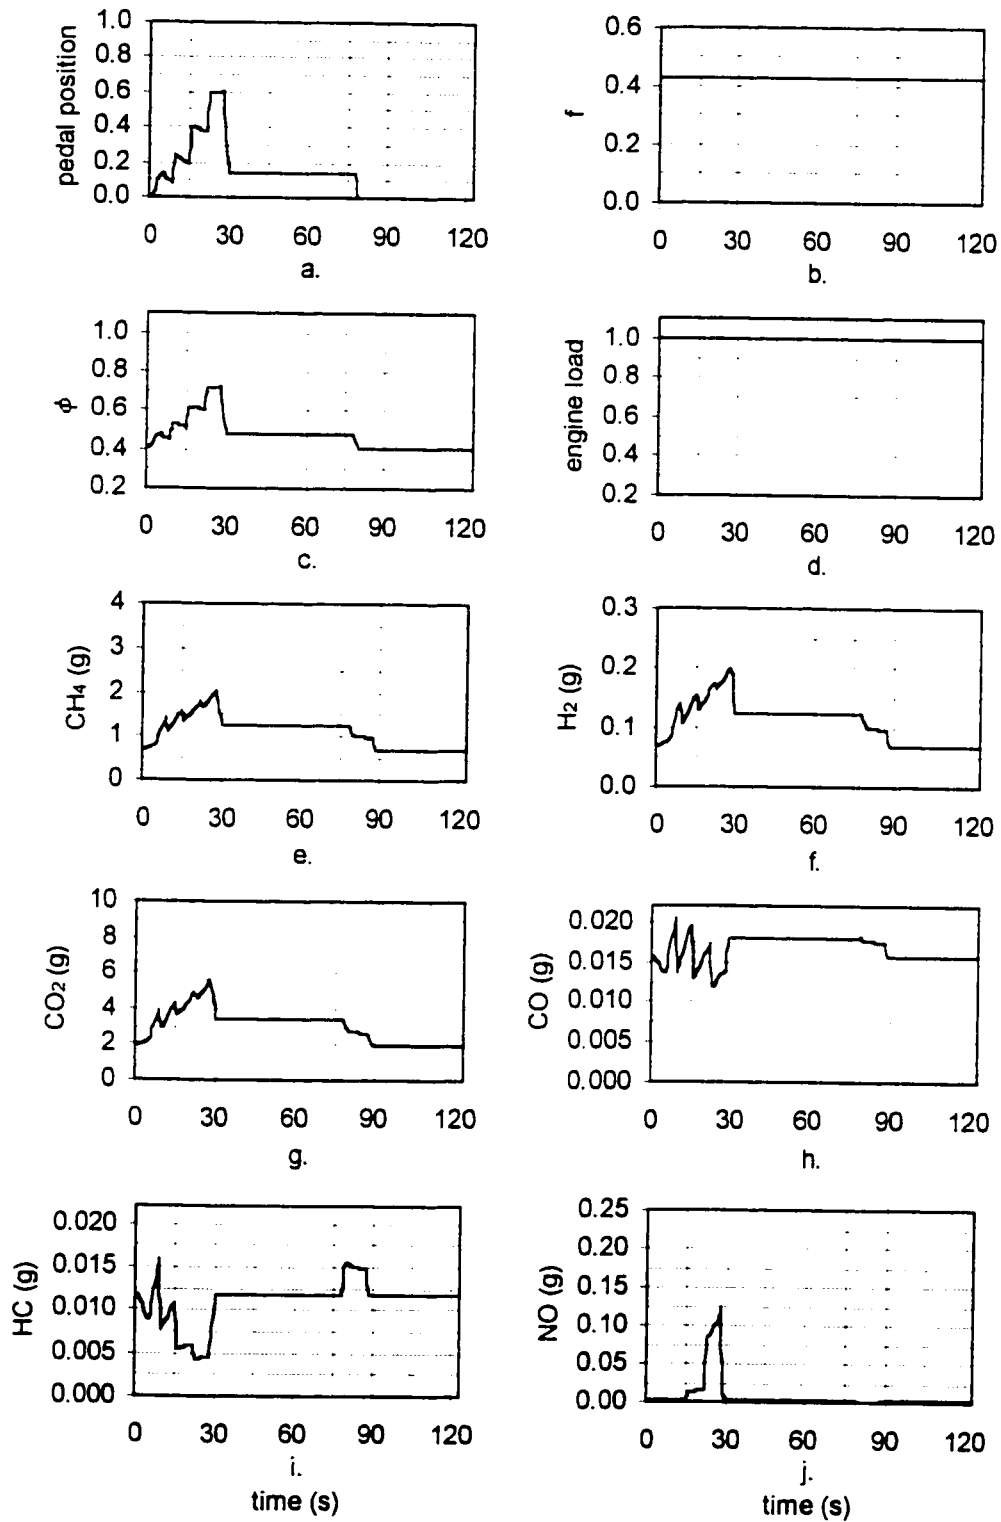 pedal position
1.0
0.8
0.6
0.4
0.2
0.0
0 30 60 90 120
a.
f
0.6
0.4
0.2
0.0
0 30 60 90 120
b.
ϕ
1.0
0.8
0.6
0.4
0.2
0 30 60 90 120
c.
engine load
1.0
0.8
0.6
0.4
0.2
0 30 60 90 120
d.
CH4 (g)
4
3
2
1
0
0 30 60 90 120
e.
H2 (g)
0.3
0.2
0.1
0.0
0 30 60 90 120
f.
CO2 (g)
10
8
6
4
2
0
0 30 60 90 120
g.
CO (g)
0.020
0.015
0.010
0.005
0.000
0 30 60 90 120
h.
HC (g)
0.020
0.015
0.010
0.005
0.000
0 30 60 90 120
i.
time (s)
NO (g)
0.25
0.20
0.15
0.10
0.05
0.00
0 30 60 90 120
j.
time (s)